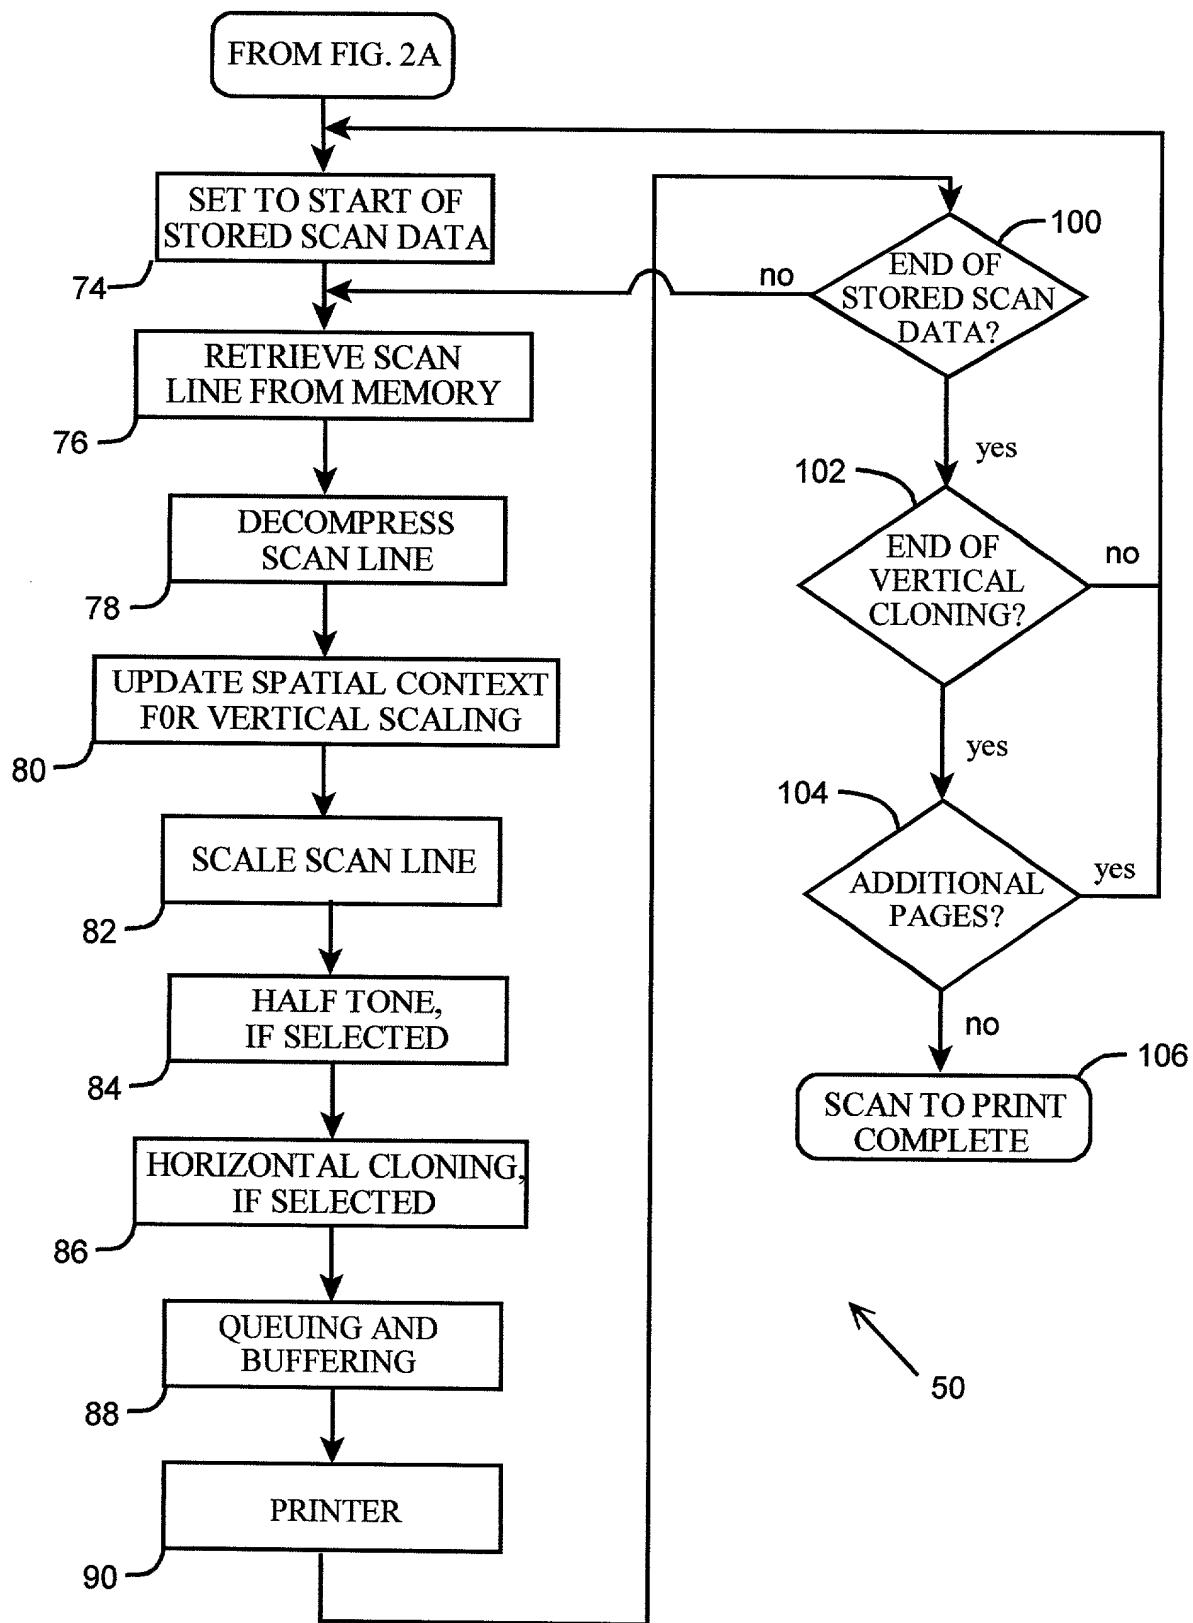 FROM FIG. 2A
SET TO START OF
STORED SCAN DATA
74
RETRIEVE SCAN
LINE FROM MEMORY
76
DECOMPRESS
SCAN LINE
78
UPDATE SPATIAL CONTEXT
F0R VERTICAL SCALING
80
SCALE SCAN LINE
82
HALF TONE,
IF SELECTED
84
HORIZONTAL CLONING,
IF SELECTED
86
QUEUING AND
BUFFERING
88
PRINTER
90
100
END OF
STORED SCAN
DATA?
no
yes
102
END OF
VERTICAL
CLONING?
no
yes
104
ADDITIONAL
PAGES?
yes
no
106
SCAN TO PRINT
COMPLETE
50